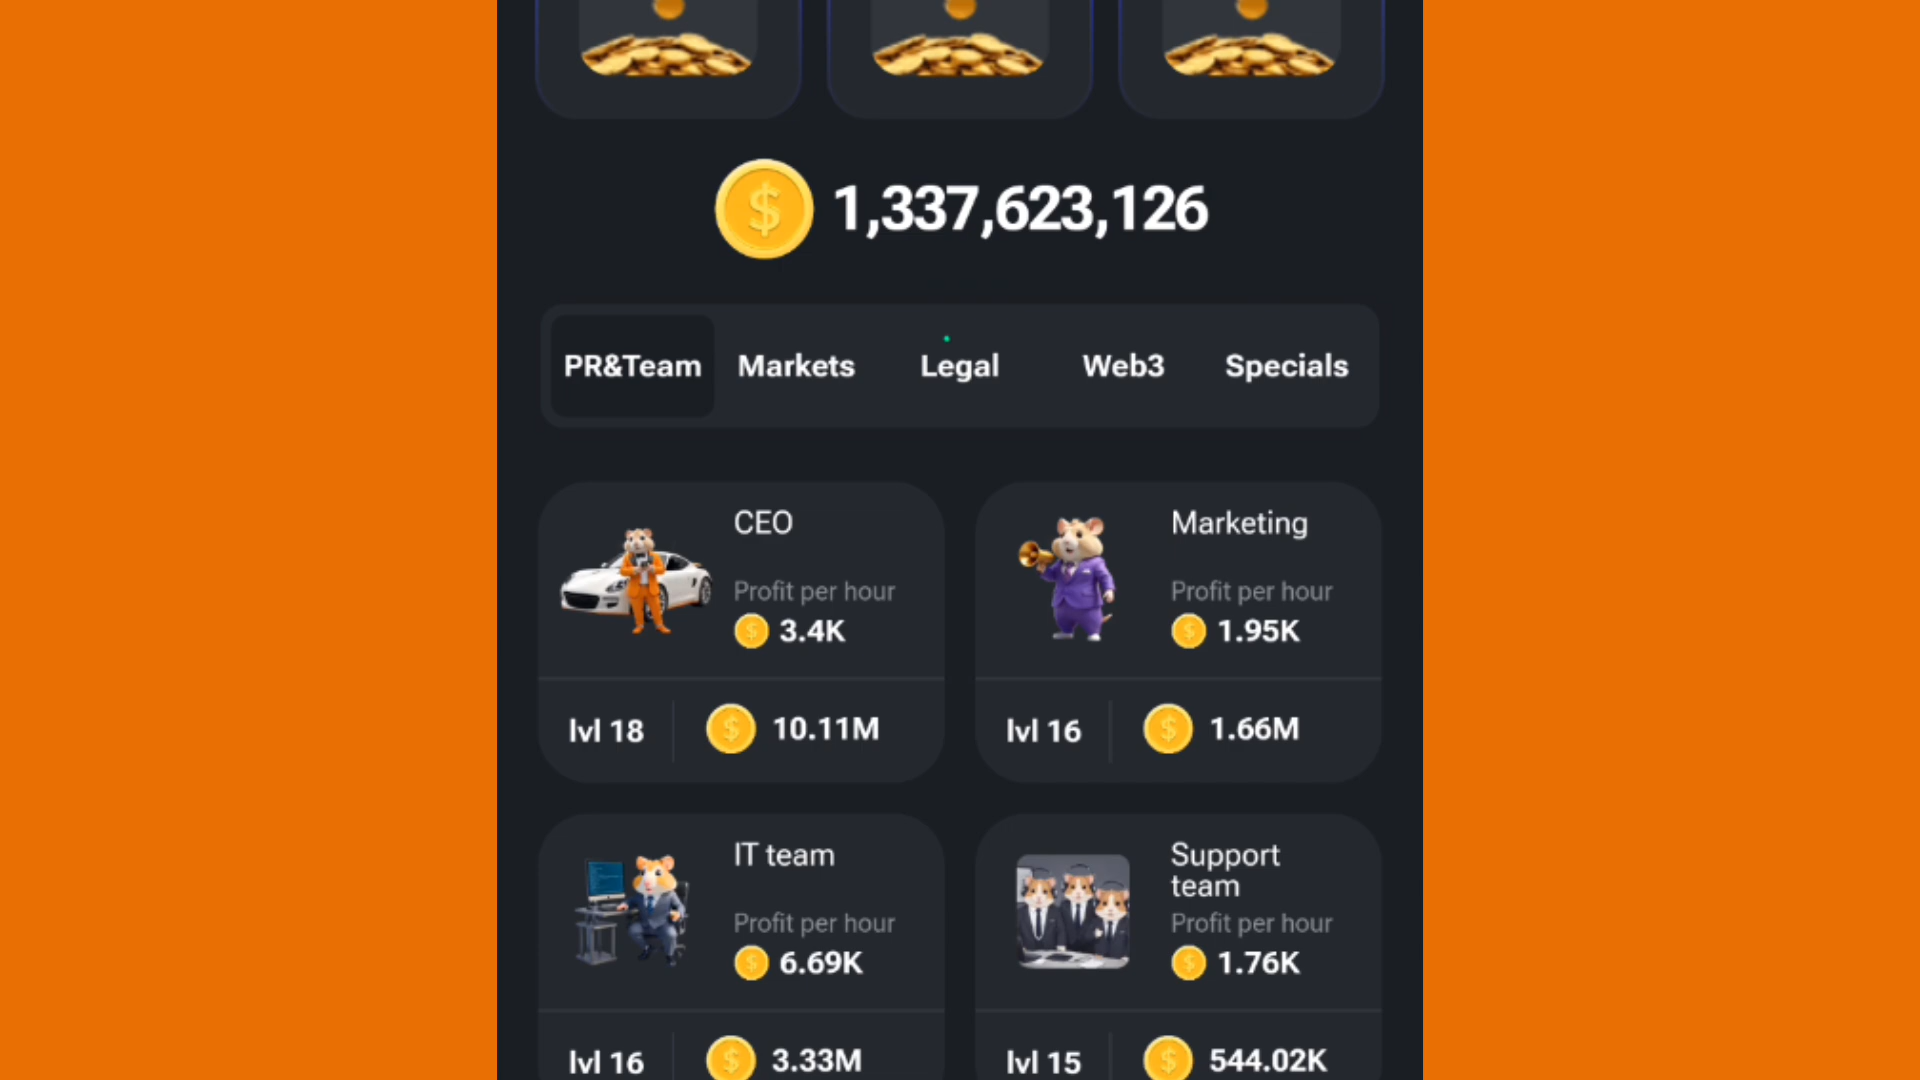 1,337,623,126
PR&Team Markets Legal Web3 Specials
CEO
Profit per hour
3.4K
lvl 18 10.11M
Marketing
Profit per hour
1.95K
lvl 16 1.66M
IT team
Profit per hour
6.69K
lvl 16 3.33M
Support
team
Profit per hour
1.76K
lvl 15 544.02K